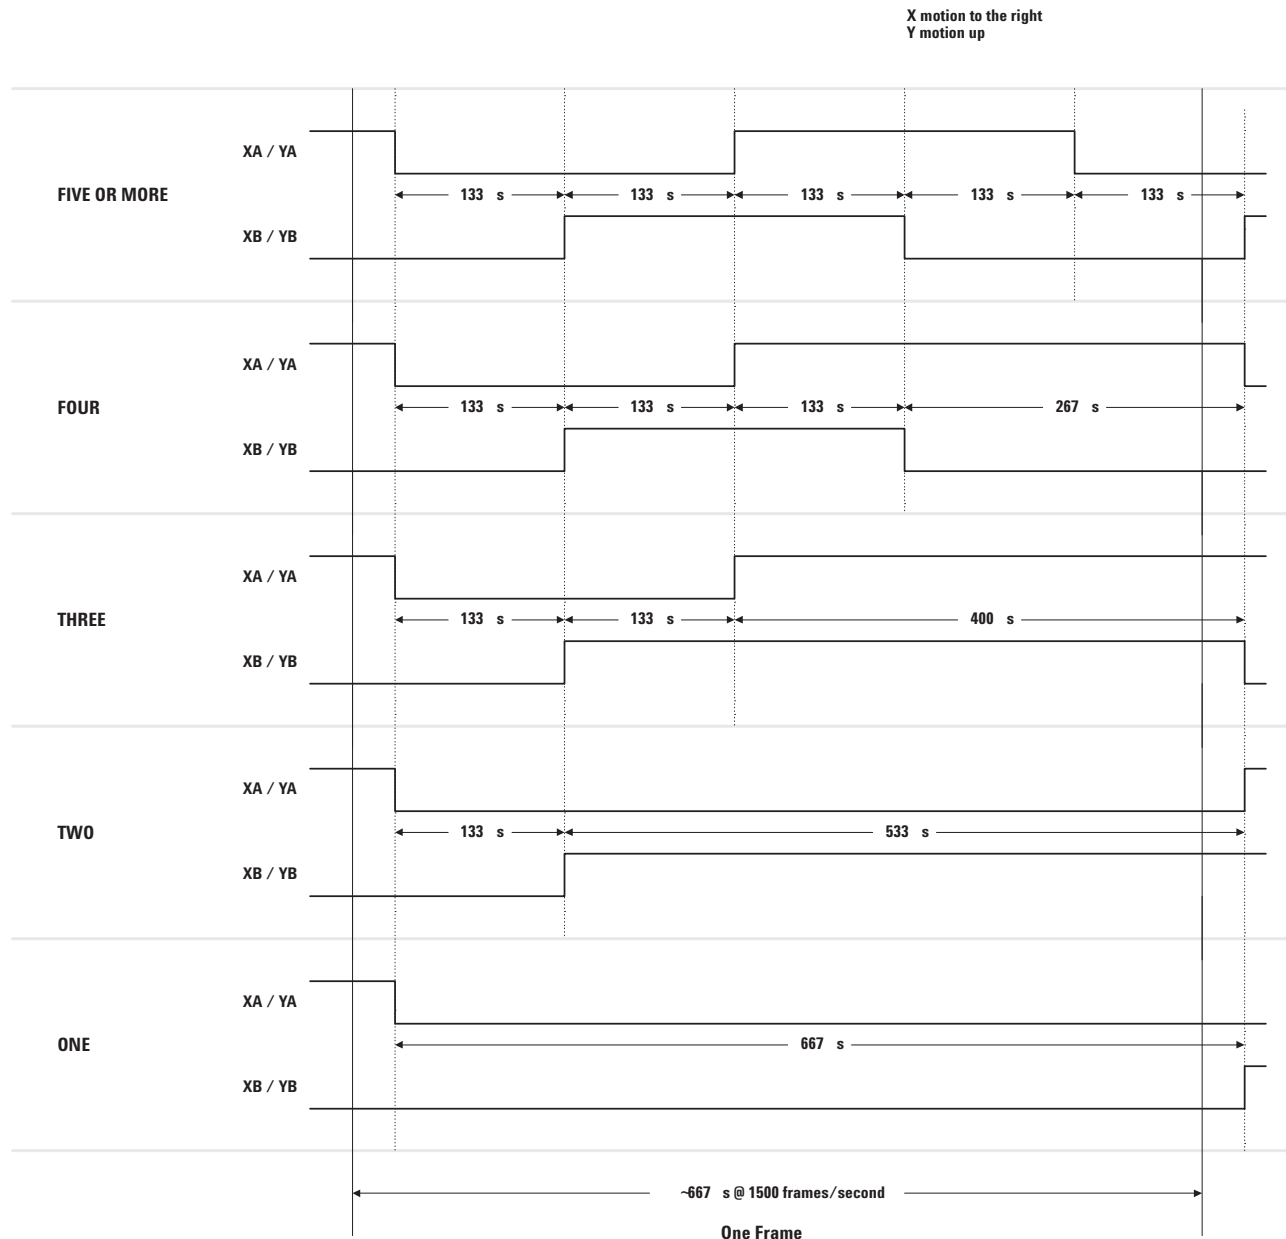 X motion to the right
Y motion up
XA / YA
FIVE OR MORE
133 s
133 s
133 s
133 s
133 s
XB / YB
XA / YA
FOUR
133 s
133 s
133 s
267 s
XB / YB
XA / YA
THREE
133 s
133 s
400 s
XB / YB
XA / YA
TWO
133 s
533 s
XB / YB
XA / YA
ONE
667 s
XB / YB
~667 s @ 1500 frames/second
One Frame